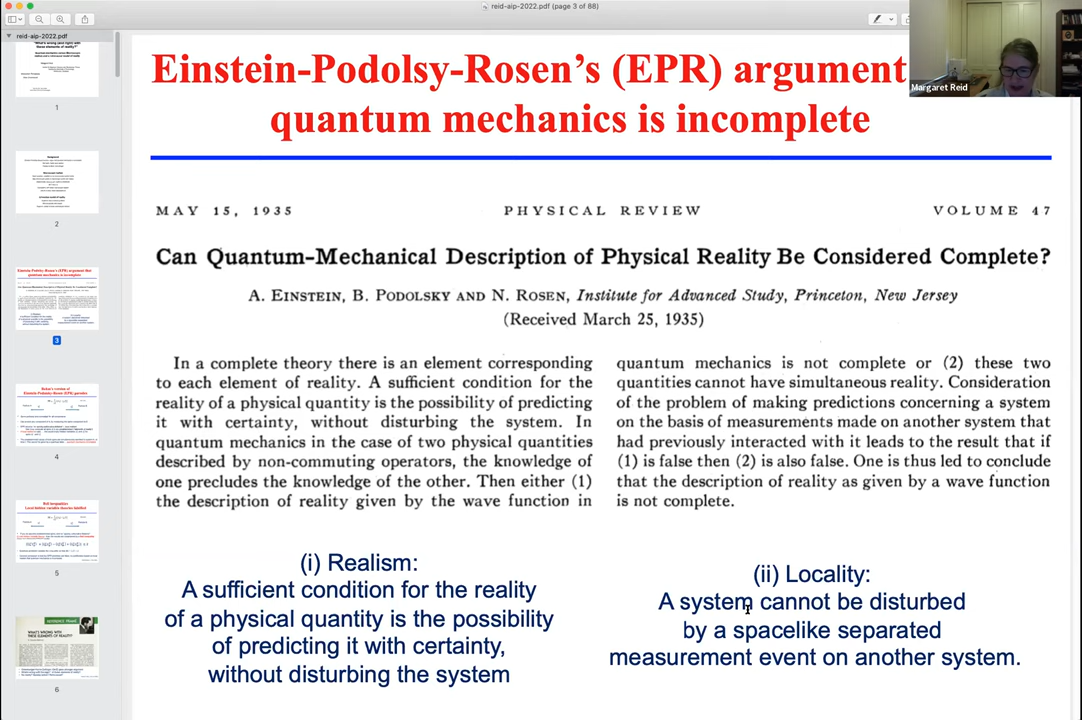 reid-aip-2022.pdf (page 3 of 88)
reid-aip-2022.pdf
1
2
3
4
5
6
Margaret Reid
Einstein-Podolsy-Rosen’s (EPR) argument
quantum mechanics is incomplete
MAY 15, 1935 PHYSICAL REVIEW VOLUME 47
Can Quantum-Mechanical Description of Physical Reality Be Considered Complete?
A. EINSTEIN, B. PODOLSKY AND N. ROSEN, Institute for Advanced Study, Princeton, New Jersey
(Received March 25, 1935)
In a complete theory there is an element corresponding
to each element of reality. A sufficient condition for the
reality of a physical quantity is the possibility of predicting
it with certainty, without disturbing the system. In
quantum mechanics in the case of two physical quantities
described by non-commuting operators, the knowledge of
one precludes the knowledge of the other. Then either (1)
the description of reality given by the wave function in
quantum mechanics is not complete or (2) these two
quantities cannot have simultaneous reality. Consideration
of the problem of making predictions concerning a system
on the basis of measurements made on another system that
had previously interacted with it leads to the result that if
(1) is false then (2) is also false. One is thus led to conclude
that the description of reality as given by a wave function
is not complete.
(i) Realism:
A sufficient condition for the reality
of a physical quantity is the possibility
of predicting it with certainty,
without disturbing the system
(ii) Locality:
A system cannot be disturbed
by a spacelike separated
measurement event on another system.